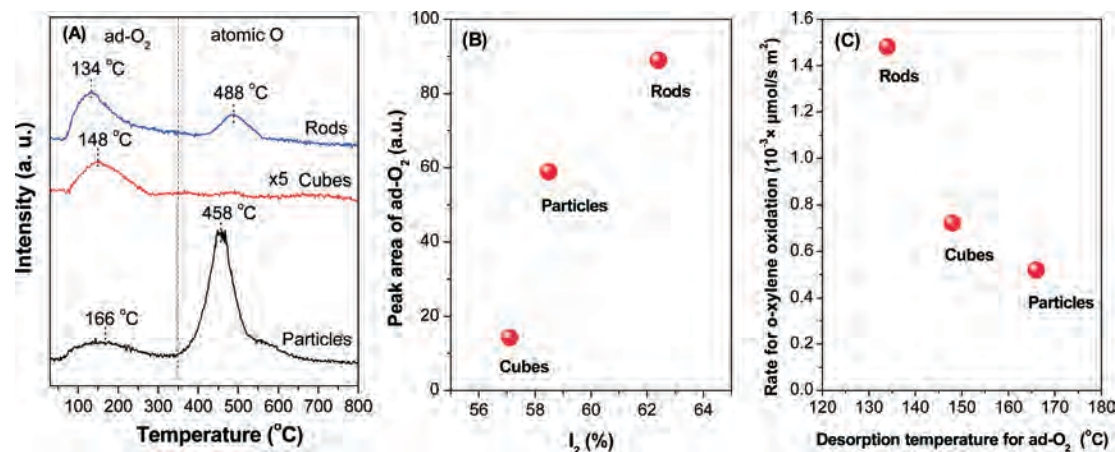 (A)
ad-O₂
atomic O
134 °C
488 °C
Rods
148 °C
x5 Cubes
458 °C
166 °C
Particles
Intensity (a. u.)
100 200 300 400 500 600 700 800
Temperature (°C)
(B)
100
80
60
40
20
0
Rods
Particles
Cubes
Peak area of ad-O₂ (a.u.)
56 58 60 62 64
I₂ (%)
(C)
1.6
1.4
1.2
1.0
0.8
0.6
0.4
0.2
0.0
Rods
Cubes
Particles
Rate for o-xylene oxidation (10⁻³× μmol/s m²)
120 130 140 150 160 170 180
Desorption temperature for ad-O₂ (°C)